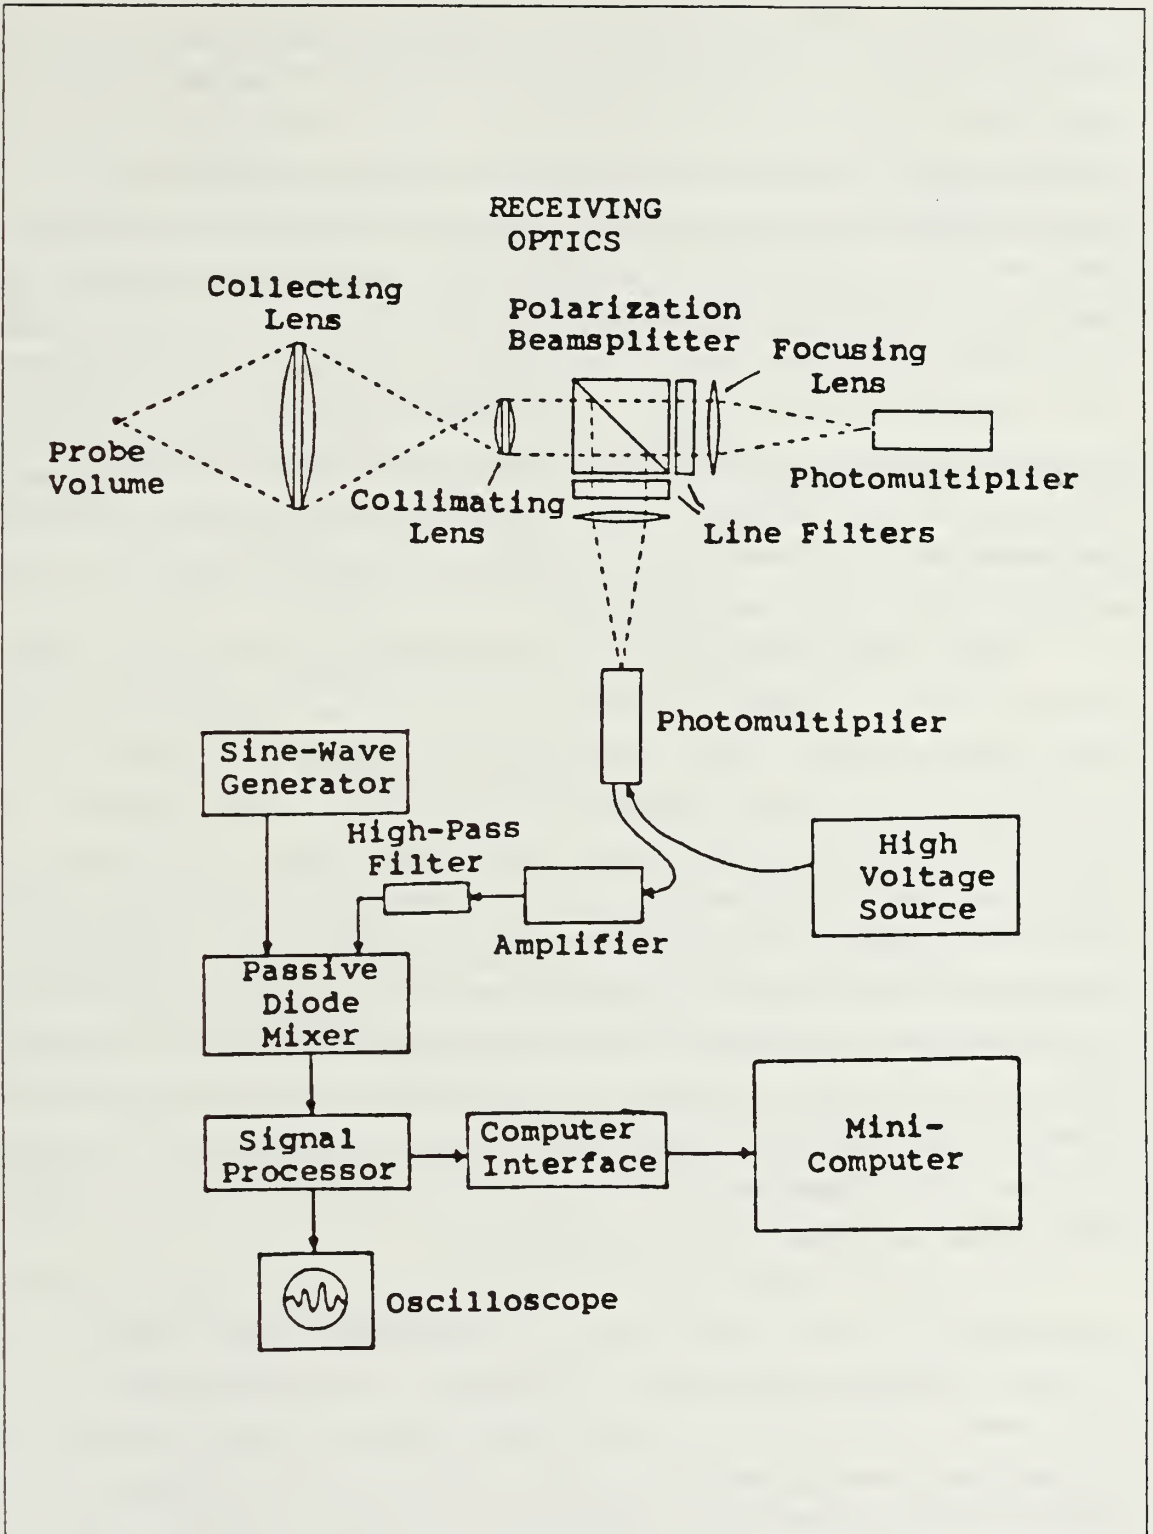 RECEIVING
OPTICS
Collecting
Lens
Polarization
Beamsplitter
Focusing
Lens
Probe
Volume
Collimating
Lens
Photomultiplier
Line Filters
Photomultiplier
Sine-Wave
Generator
High-Pass
Filter
High
Voltage
Source
Amplifier
Passive
Diode
Mixer
Signal
Processor
Computer
Interface
Mini-
Computer
Oscilloscope